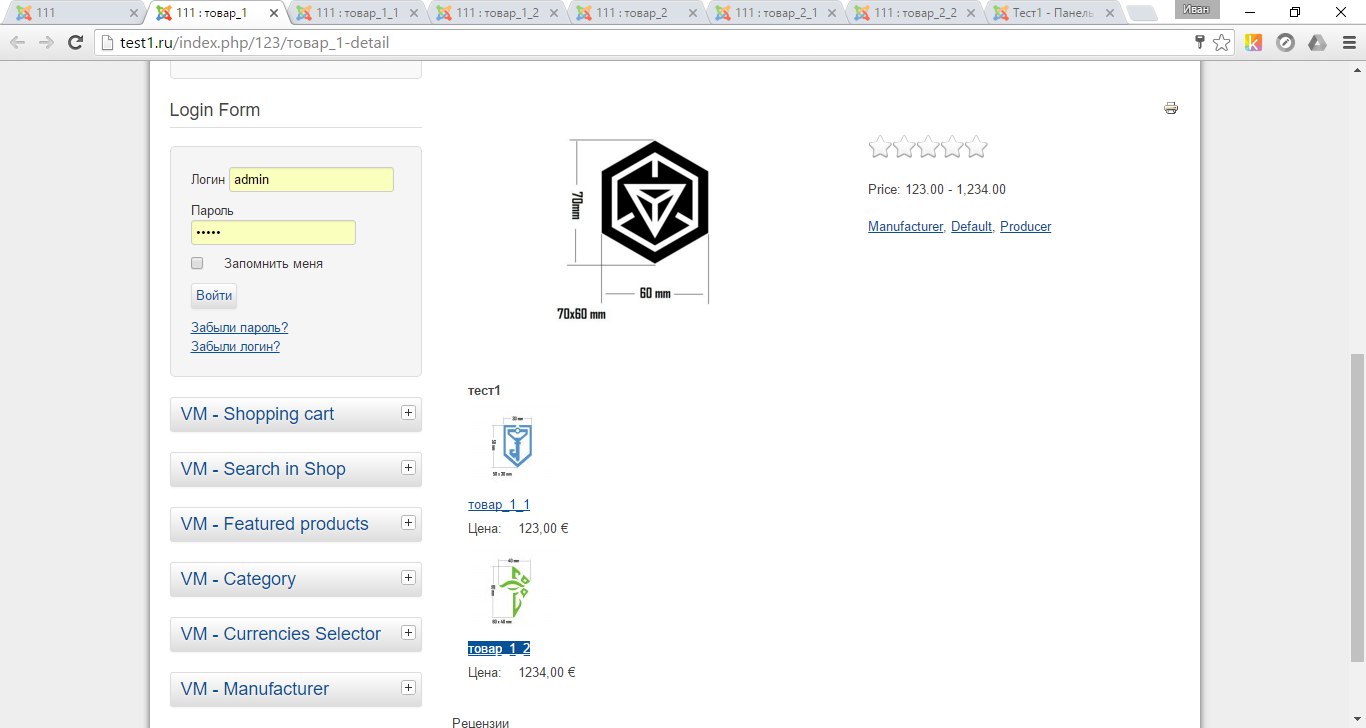 111
111 : товар_1
111 : товар_1_1
111 : товар_1_2
111 : товар_2
111 : товар_2_1
111 : товар_2_2
Тест1 - Панель
Иван
test1.ru/index.php/123/товар_1-detail
Login Form
Логин admin
Пароль
•••••
Запомнить меня
Войти
Забыли пароль?
Забыли логин?
VM - Shopping cart
VM - Search in Shop
VM - Featured products
VM - Category
VM - Currencies Selector
VM - Manufacturer
70mm
60 mm
70x60 mm
Price: 123.00 - 1,234.00
Manufacturer, Default, Producer
тест1
товар_1_1
Цена: 123,00 €
товар_1_2
Цена: 1234,00 €
Рецензии